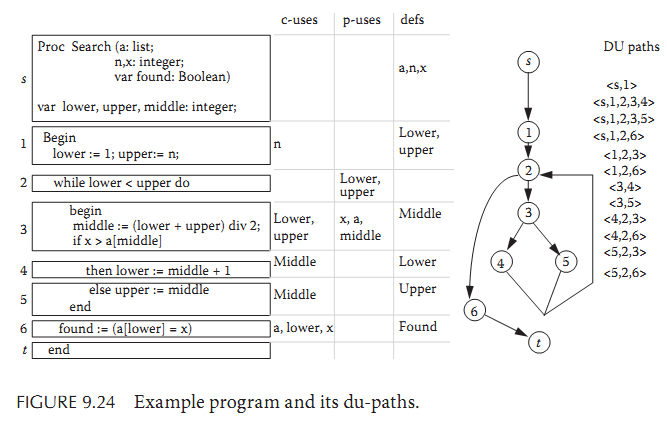 c-uses p-uses defs
s Proc Search (a: list;
n,x: integer;
var found: Boolean)
var lower, upper, middle: integer;
a,n,x
1 Begin
lower := 1; upper:= n;
n
Lower,
upper
2 while lower < upper do
Lower,
upper
3 begin
middle := (lower + upper) div 2;
if x > a[middle]
Lower,
upper
x, a,
middle
Middle
4 then lower := middle + 1
Middle
Lower
5 else upper := middle
end
Middle
Upper
6 found := (a[lower] = x)
a, lower, x
Found
t end
s
1
2
3
4 5
6
t
DU paths
<s,1>
<s,1,2,3,4>
<s,1,2,3,5>
<s,1,2,6>
<1,2,3>
<1,2,6>
<3,4>
<3,5>
<4,2,3>
<4,2,6>
<5,2,3>
<5,2,6>
FIGURE 9.24 Example program and its du-paths.